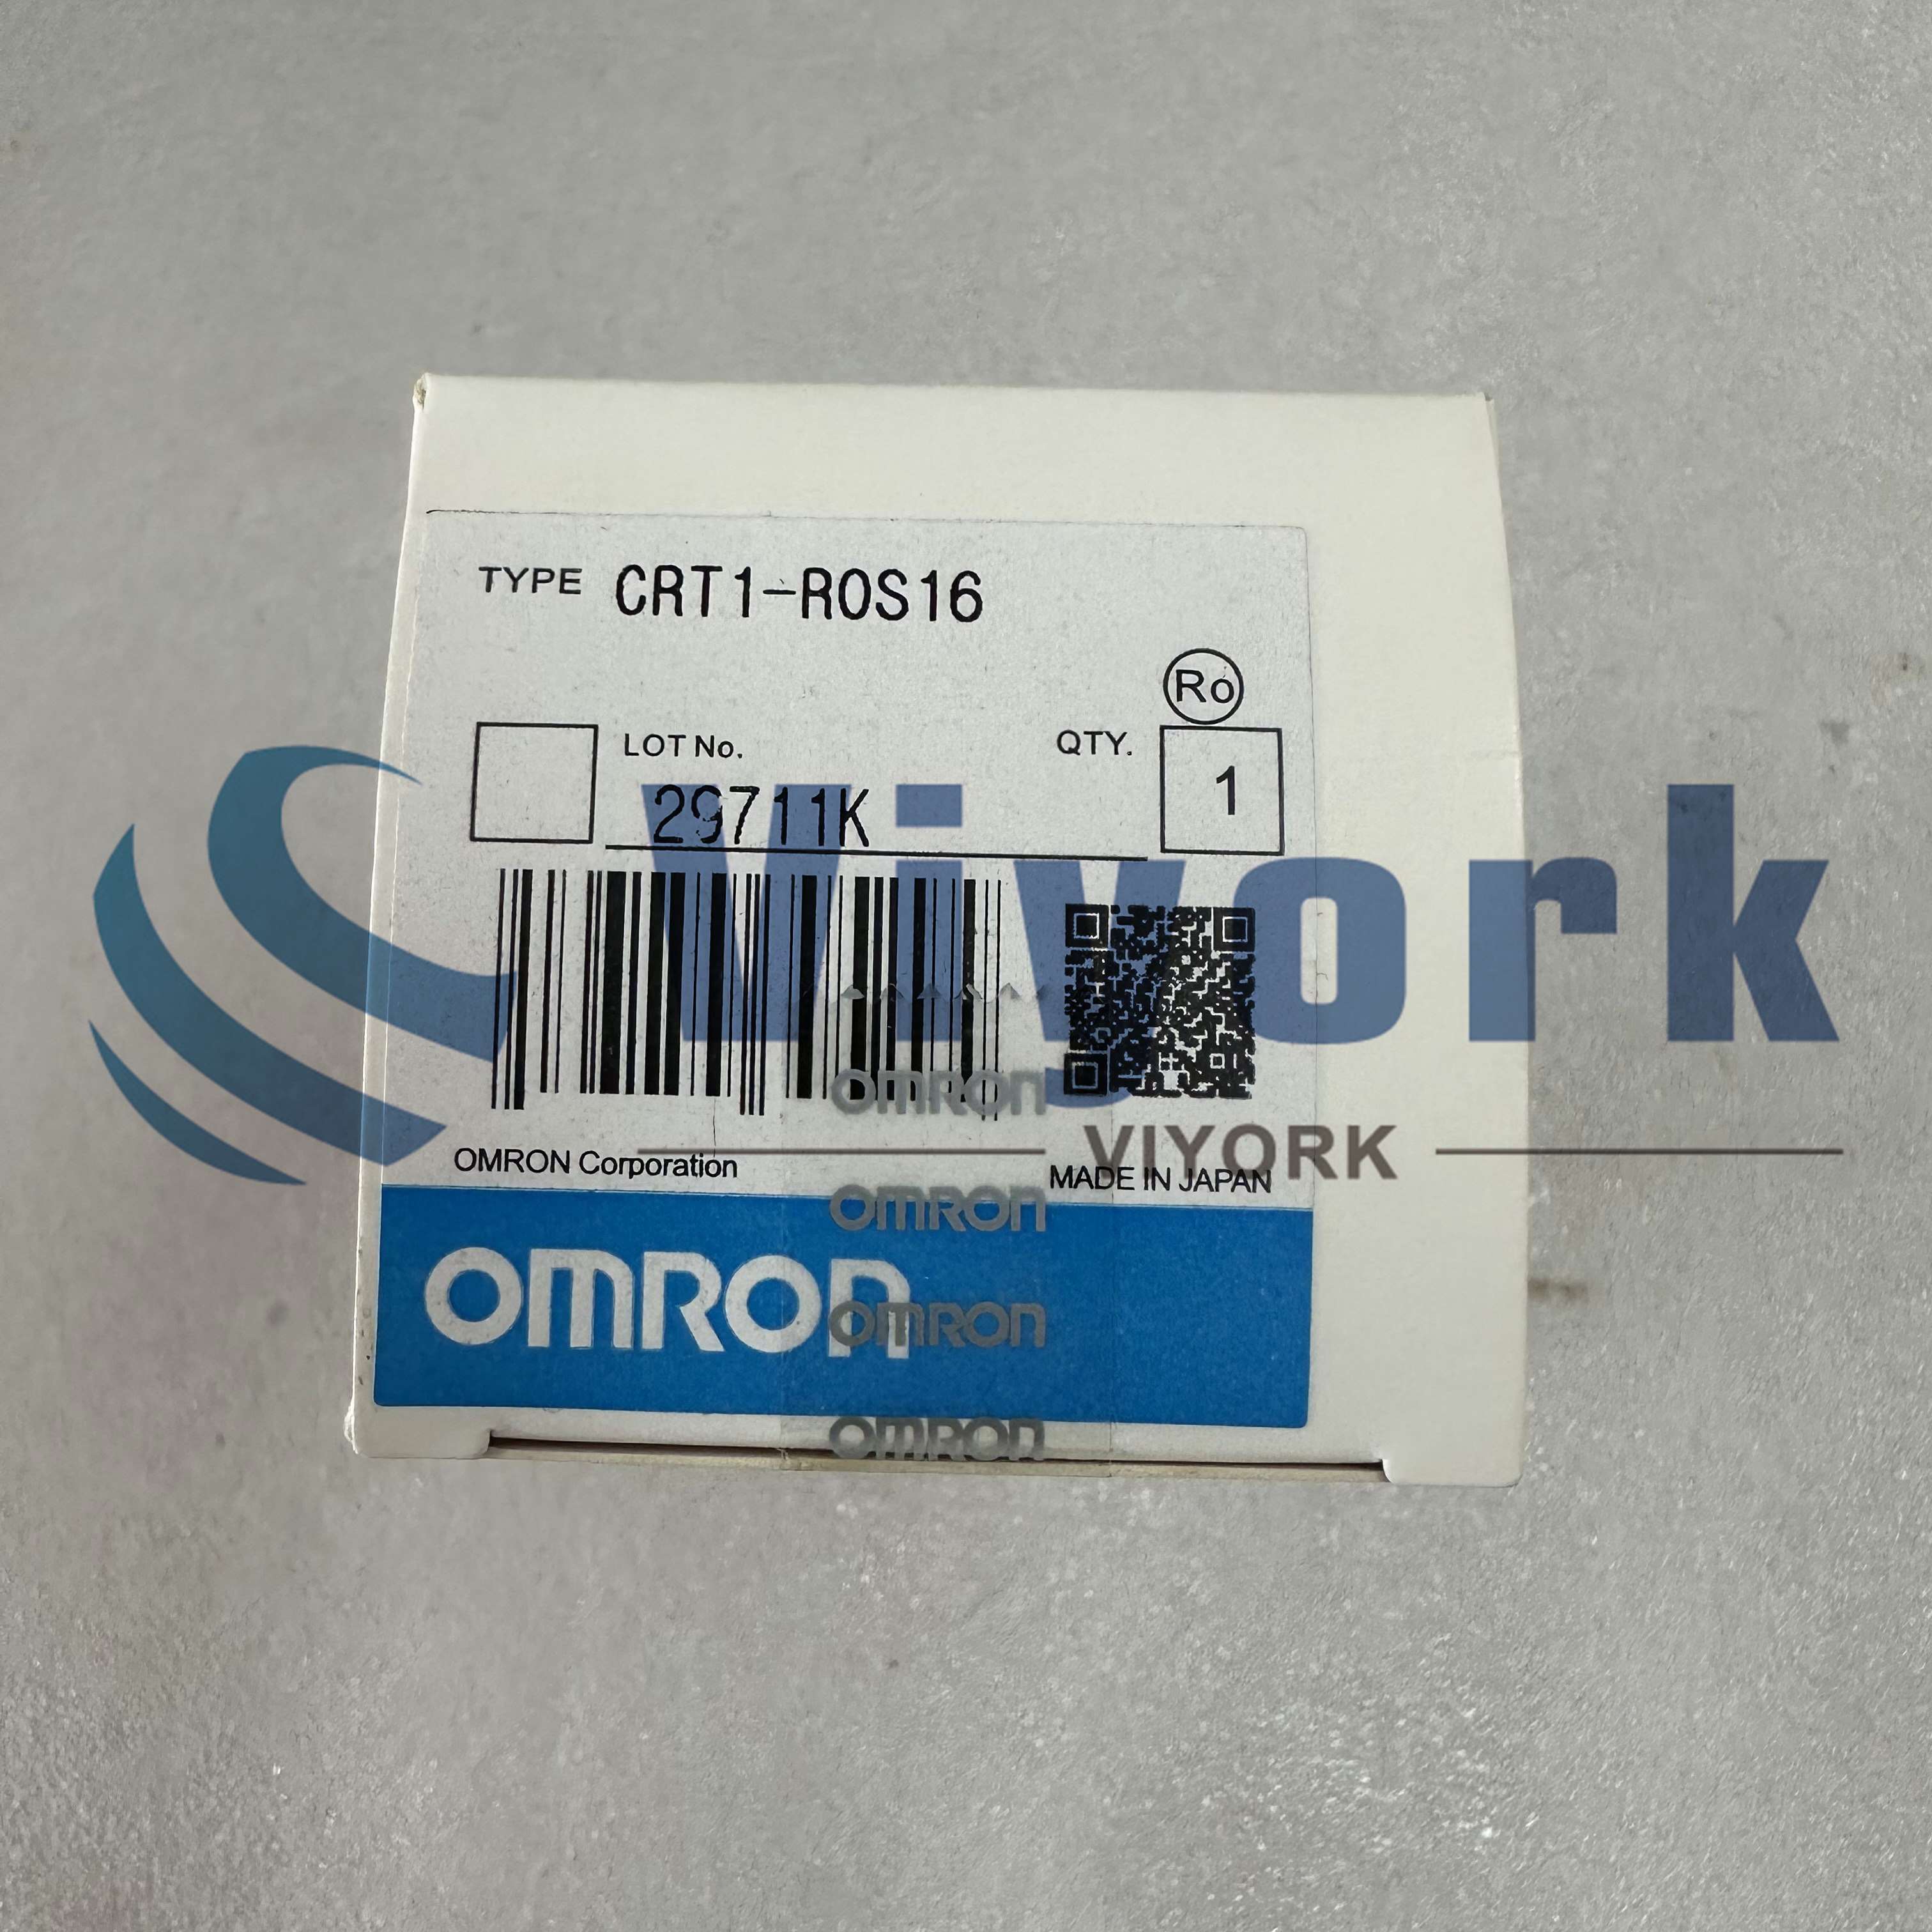 TYPE CRT1-ROS16
Ro
LOT No. QTY.
29711K 1
Viyork
OMRON
VIYORK
OMRON Corporation MADE IN JAPAN
OMRON
OMRON
OMRON
OMRON